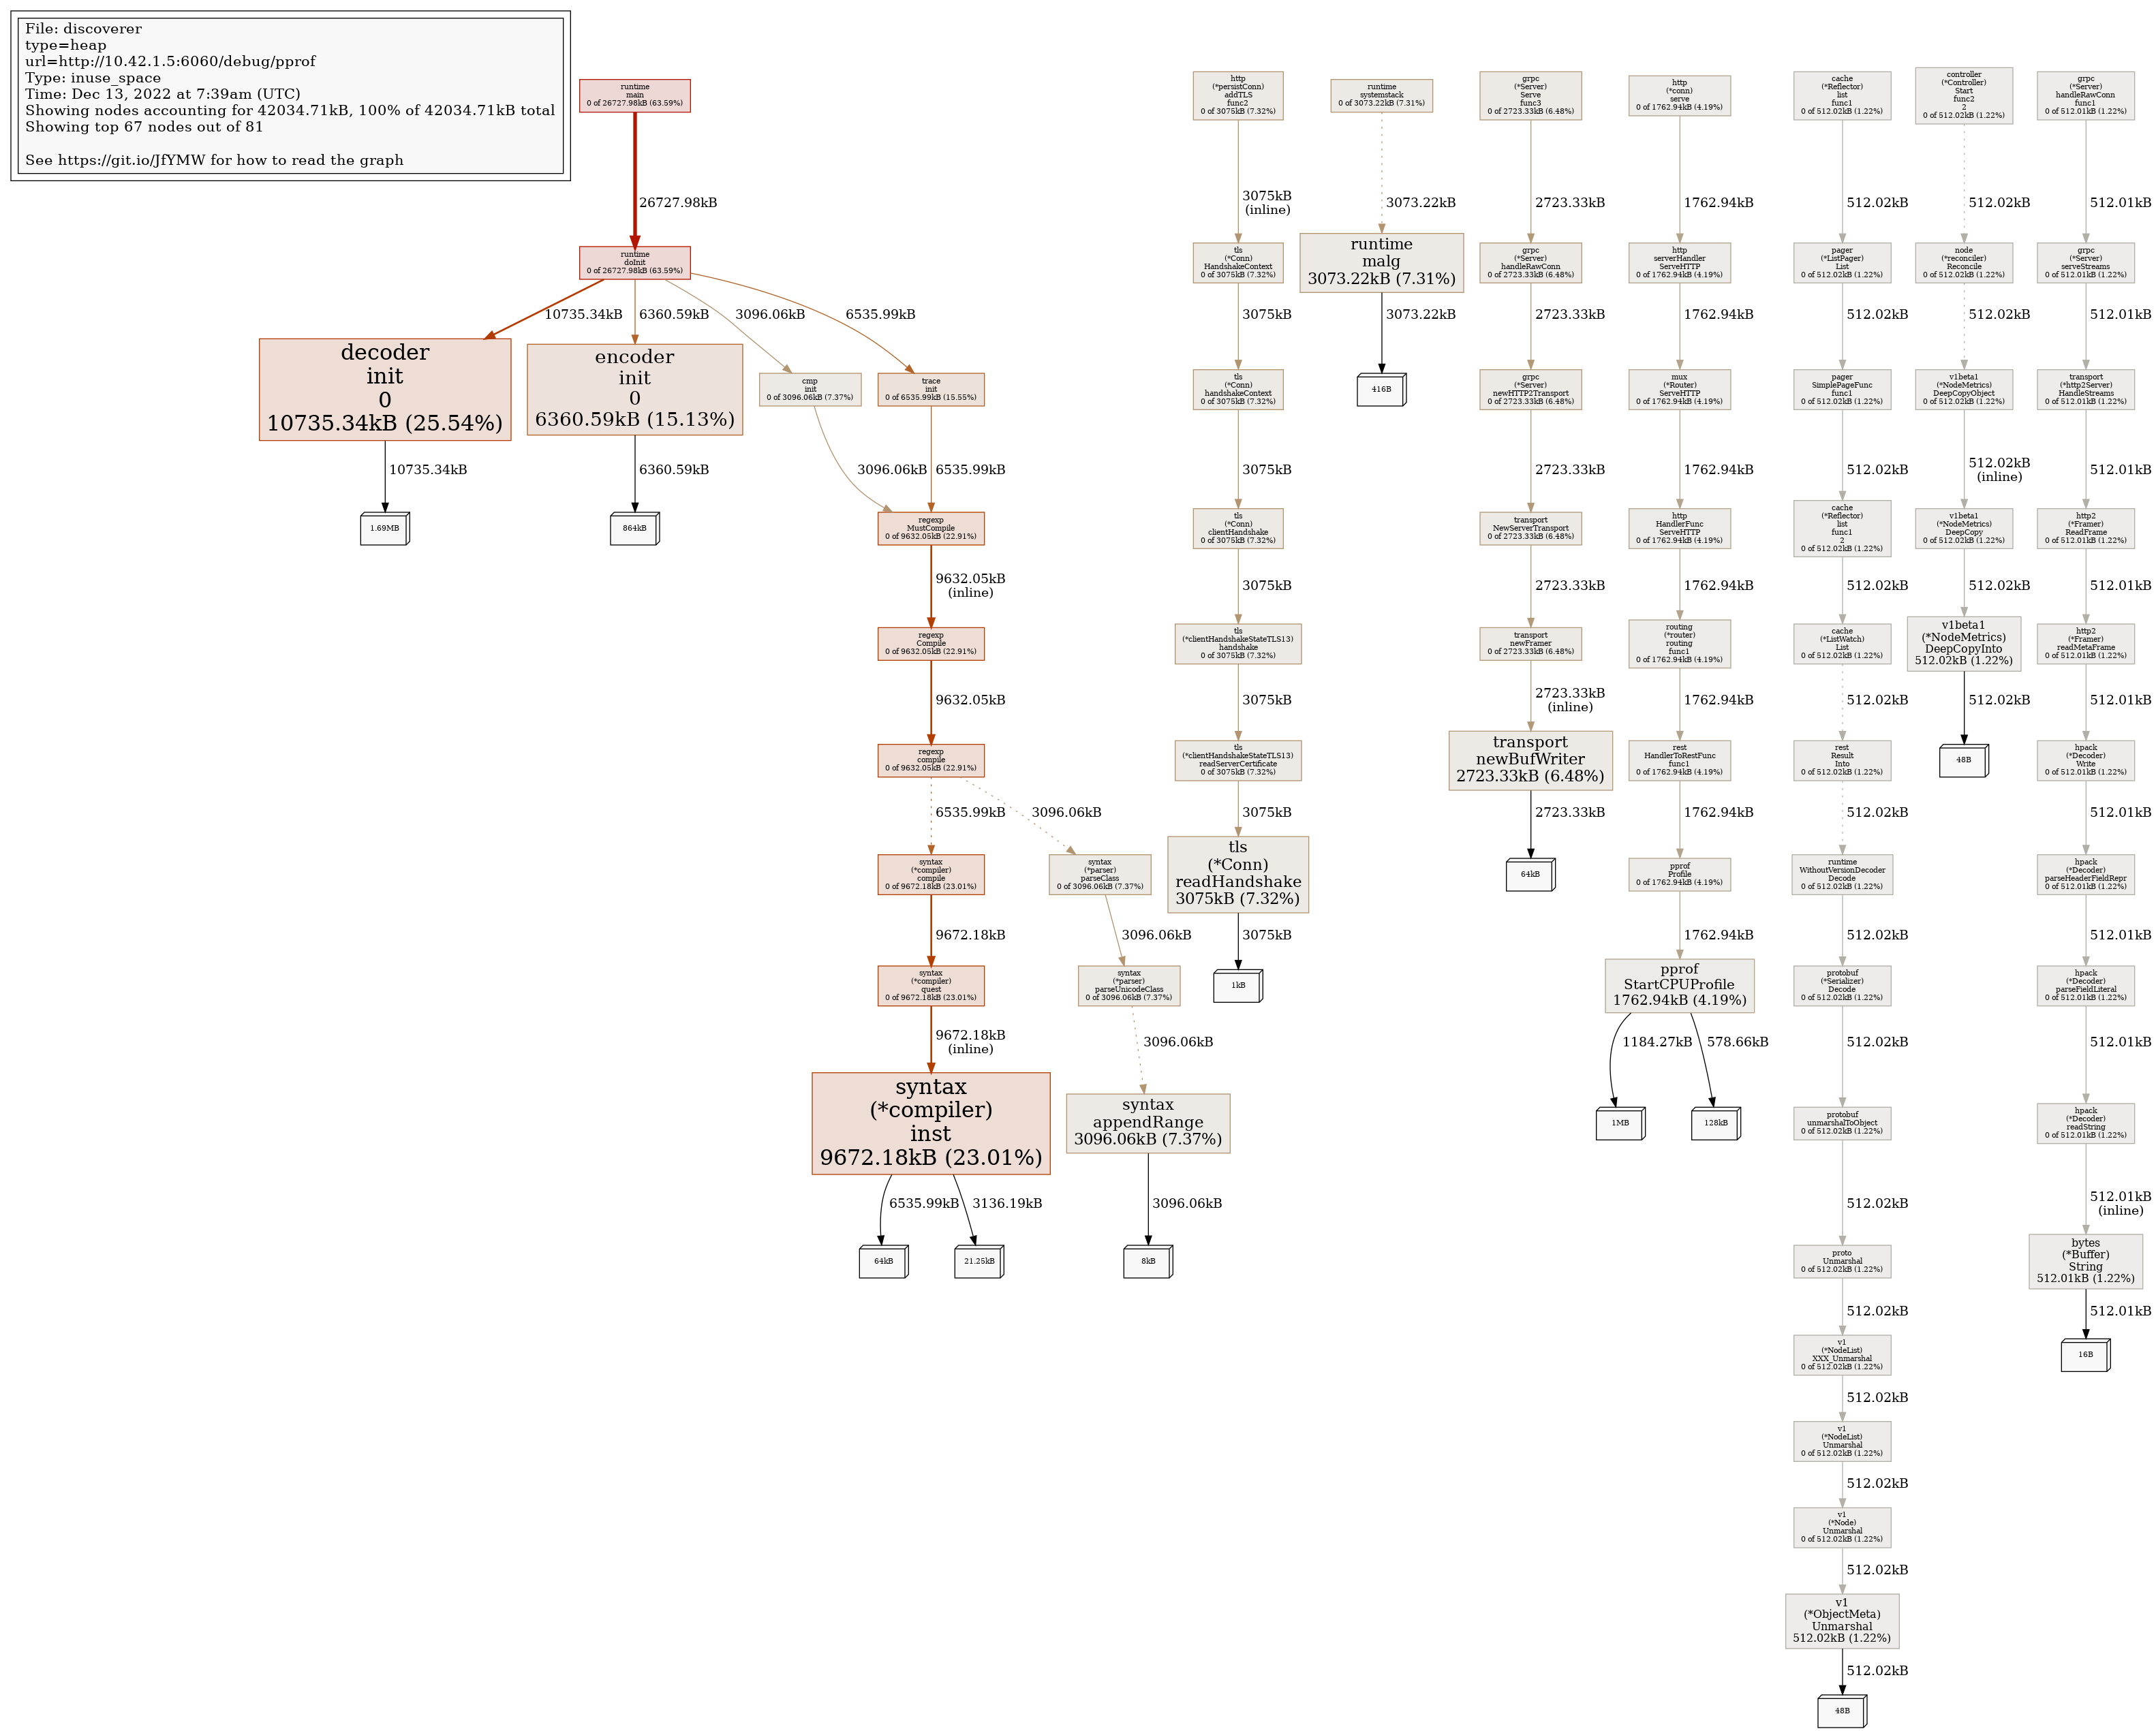 File: discoverer
type=heap
url=http://10.42.1.5:6060/debug/pprof
Type: inuse_space
Time: Dec 13, 2022 at 7:39am (UTC)
Showing nodes accounting for 42034.71kB, 100% of 42034.71kB total
Showing top 67 nodes out of 81
See https://git.io/JfYMW for how to read the graph
runtime
main
0 of 26727.98kB (63.59%)
26727.98kB
runtime
doInit
0 of 26727.98kB (63.59%)
10735.34kB
6360.59kB
3096.06kB
6535.99kB
decoder
init
0
10735.34kB (25.54%)
10735.34kB
1.69MB
encoder
init
0
6360.59kB (15.13%)
6360.59kB
864kB
cmp
init
0 of 3096.06kB (7.37%)
3096.06kB
trace
init
0 of 6535.99kB (15.55%)
6535.99kB
regexp
MustCompile
0 of 9632.05kB (22.91%)
9632.05kB
(inline)
regexp
Compile
0 of 9632.05kB (22.91%)
9632.05kB
regexp
compile
0 of 9632.05kB (22.91%)
6535.99kB
3096.06kB
syntax
(*compiler)
compile
0 of 9672.18kB (23.01%)
9672.18kB
syntax
(*compiler)
quest
0 of 9672.18kB (23.01%)
9672.18kB
(inline)
syntax
(*compiler)
inst
9672.18kB (23.01%)
6535.99kB
3136.19kB
64kB
21.25kB
syntax
(*parser)
parseClass
0 of 3096.06kB (7.37%)
3096.06kB
syntax
(*parser)
parseUnicodeClass
0 of 3096.06kB (7.37%)
3096.06kB
syntax
appendRange
3096.06kB (7.37%)
3096.06kB
8kB
http
(*persistConn)
addTLS
func2
0 of 3075kB (7.32%)
3075kB
(inline)
tls
(*Conn)
HandshakeContext
0 of 3075kB (7.32%)
3075kB
tls
(*Conn)
handshakeContext
0 of 3075kB (7.32%)
3075kB
tls
(*Conn)
clientHandshake
0 of 3075kB (7.32%)
3075kB
tls
(*clientHandshakeStateTLS13)
handshake
0 of 3075kB (7.32%)
3075kB
tls
(*clientHandshakeStateTLS13)
readServerCertificate
0 of 3075kB (7.32%)
3075kB
tls
(*Conn)
readHandshake
3075kB (7.32%)
3075kB
1kB
runtime
systemstack
0 of 3073.22kB (7.31%)
3073.22kB
runtime
malg
3073.22kB (7.31%)
3073.22kB
416B
grpc
(*Server)
Serve
func3
0 of 2723.33kB (6.48%)
2723.33kB
grpc
(*Server)
handleRawConn
0 of 2723.33kB (6.48%)
2723.33kB
grpc
(*Server)
newHTTP2Transport
0 of 2723.33kB (6.48%)
2723.33kB
transport
NewServerTransport
0 of 2723.33kB (6.48%)
2723.33kB
transport
newFramer
0 of 2723.33kB (6.48%)
2723.33kB
(inline)
transport
newBufWriter
2723.33kB (6.48%)
2723.33kB
64kB
http
(*conn)
serve
0 of 1762.94kB (4.19%)
1762.94kB
http
serverHandler
ServeHTTP
0 of 1762.94kB (4.19%)
1762.94kB
mux
(*Router)
ServeHTTP
0 of 1762.94kB (4.19%)
1762.94kB
http
HandlerFunc
ServeHTTP
0 of 1762.94kB (4.19%)
1762.94kB
routing
(*router)
routing
func1
0 of 1762.94kB (4.19%)
1762.94kB
rest
HandlerToRestFunc
func1
0 of 1762.94kB (4.19%)
1762.94kB
pprof
Profile
0 of 1762.94kB (4.19%)
1762.94kB
pprof
StartCPUProfile
1762.94kB (4.19%)
1184.27kB
578.66kB
1MB
128kB
cache
(*Reflector)
list
func1
0 of 512.02kB (1.22%)
512.02kB
pager
(*ListPager)
List
0 of 512.02kB (1.22%)
512.02kB
pager
SimplePageFunc
func1
0 of 512.02kB (1.22%)
512.02kB
cache
(*Reflector)
list
func1
2
0 of 512.02kB (1.22%)
512.02kB
cache
(*ListWatch)
List
0 of 512.02kB (1.22%)
512.02kB
rest
Result
Into
0 of 512.02kB (1.22%)
512.02kB
runtime
WithoutVersionDecoder
Decode
0 of 512.02kB (1.22%)
512.02kB
protobuf
(*Serializer)
Decode
0 of 512.02kB (1.22%)
512.02kB
protobuf
unmarshalToObject
0 of 512.02kB (1.22%)
512.02kB
proto
Unmarshal
0 of 512.02kB (1.22%)
512.02kB
v1
(*NodeList)
XXX_Unmarshal
0 of 512.02kB (1.22%)
512.02kB
v1
(*NodeList)
Unmarshal
0 of 512.02kB (1.22%)
512.02kB
v1
(*Node)
Unmarshal
0 of 512.02kB (1.22%)
512.02kB
v1
(*ObjectMeta)
Unmarshal
512.02kB (1.22%)
512.02kB
48B
controller
(*Controller)
Start
func2
2
0 of 512.02kB (1.22%)
512.02kB
node
(*reconciler)
Reconcile
0 of 512.02kB (1.22%)
512.02kB
v1beta1
(*NodeMetrics)
DeepCopyObject
0 of 512.02kB (1.22%)
512.02kB
(inline)
v1beta1
(*NodeMetrics)
DeepCopy
0 of 512.02kB (1.22%)
512.02kB
v1beta1
(*NodeMetrics)
DeepCopyInto
512.02kB (1.22%)
512.02kB
48B
grpc
(*Server)
handleRawConn
func1
0 of 512.01kB (1.22%)
512.01kB
grpc
(*Server)
serveStreams
0 of 512.01kB (1.22%)
512.01kB
transport
(*http2Server)
HandleStreams
0 of 512.01kB (1.22%)
512.01kB
http2
(*Framer)
ReadFrame
0 of 512.01kB (1.22%)
512.01kB
http2
(*Framer)
readMetaFrame
0 of 512.01kB (1.22%)
512.01kB
hpack
(*Decoder)
Write
0 of 512.01kB (1.22%)
512.01kB
hpack
(*Decoder)
parseHeaderFieldRepr
0 of 512.01kB (1.22%)
512.01kB
hpack
(*Decoder)
parseFieldLiteral
0 of 512.01kB (1.22%)
512.01kB
hpack
(*Decoder)
readString
0 of 512.01kB (1.22%)
512.01kB
(inline)
bytes
(*Buffer)
String
512.01kB (1.22%)
512.01kB
16B